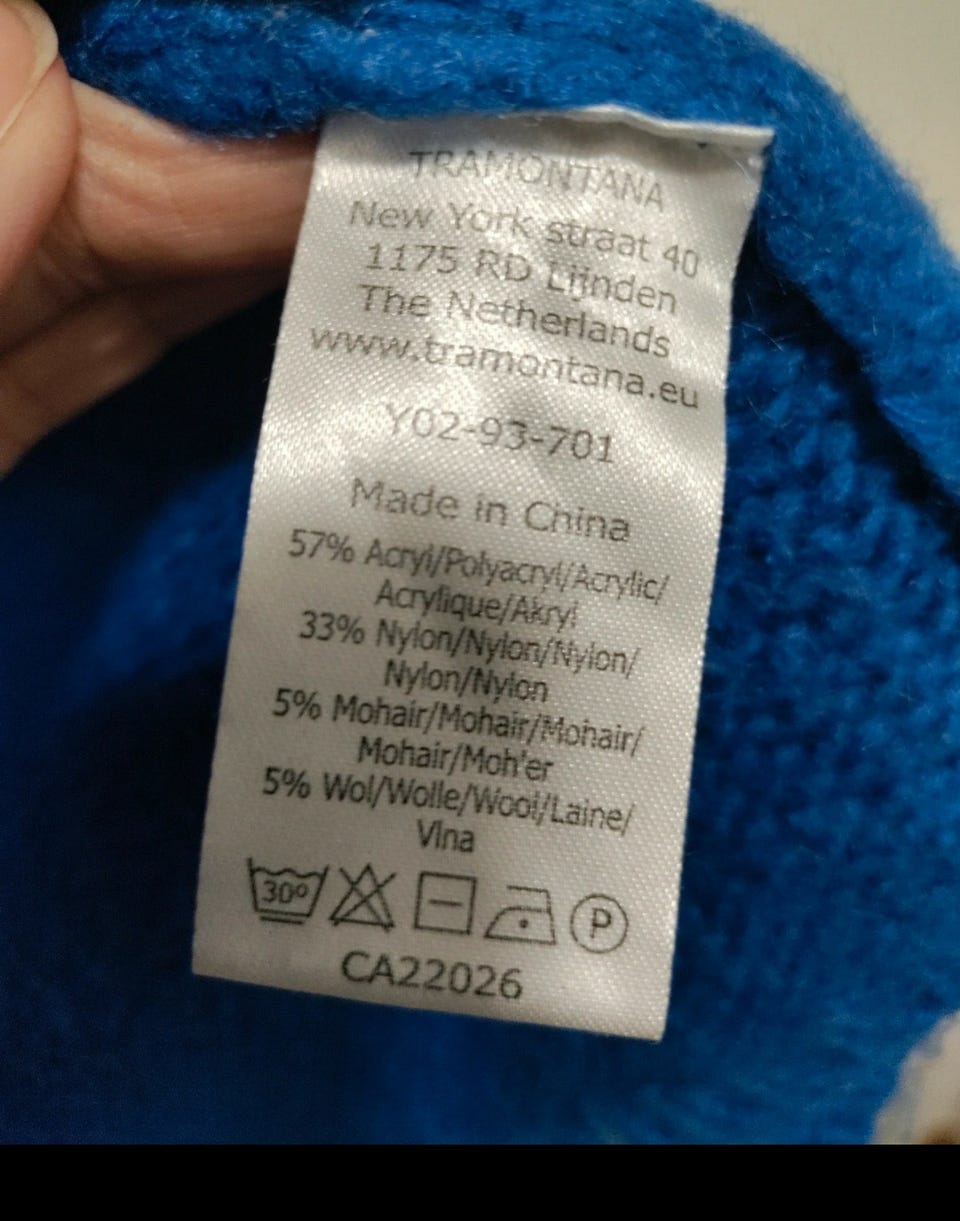 TRAMONTANA
New York straat 40
1175 RD Lijnden
The Netherlands
www.tramontana.eu
Y02-93-701
Made in China
57% Acryl/Polyacryl/Acrylic/
Acrylique/Akryl
33% Nylon/Nylon/Nylon/
Nylon/Nylon
5% Mohair/Mohair/Mohair/
Mohair/Moh'er
5% Wol/Wolle/Wool/Laine/
Vlna
30º P
CA22026